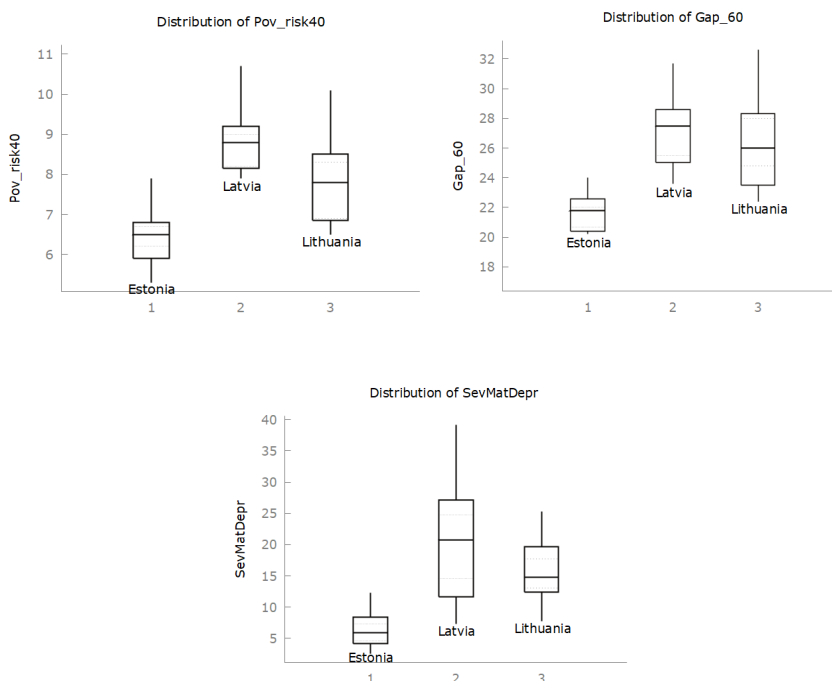 Distribution of Pov_risk40
Pov_risk40
11
10
9
8
7
6
Latvia
Lithuania
Estonia
1 2 3
Distribution of Gap_60
Gap_60
32
30
28
26
24
22
20
18
Latvia
Lithuania
Estonia
1 2 3
Distribution of SevMatDepr
SevMatDepr
40
35
30
25
20
15
10
5
Latvia
Lithuania
Estonia
1 2 3